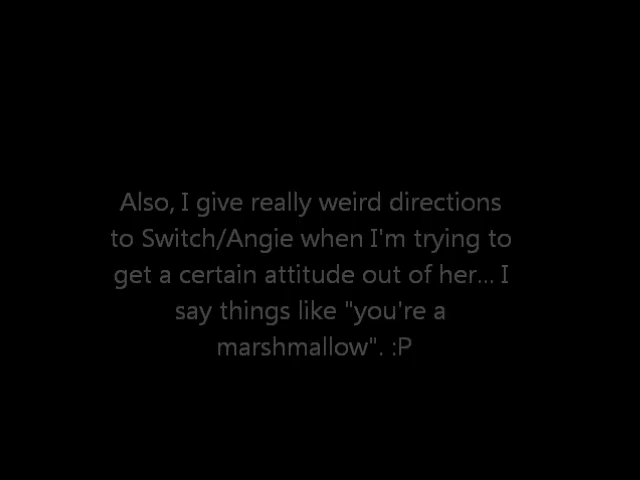 Also, I give really weird directions
to Switch/Angie when I'm trying to
get a certain attitude out of her... I
say things like "you're a
marshmallow". :P